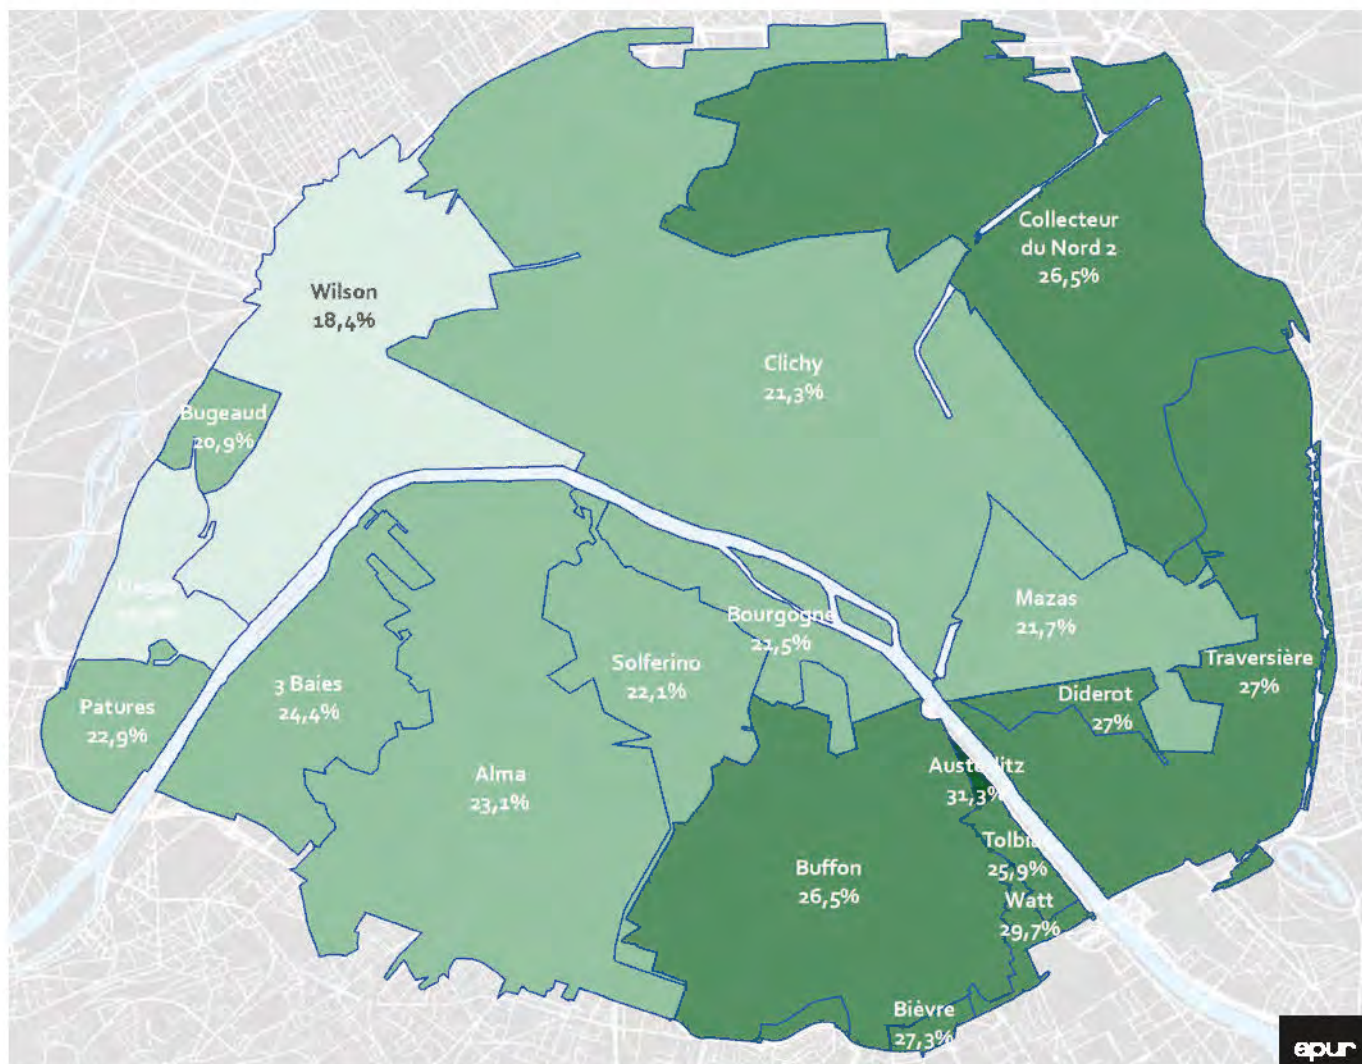 Collecteur
du Nord 2
26,5%
Wilson
18,4%
Clichy
21,3%
Bugeaud
20,9%
Mazas
21,7%
Bourgogne
21,5%
Solferino
22,1%
Traversière
27%
3 Baies
24,4%
Diderot
27%
Patures
22,9%
Alma
23,1%
Austerlitz
31,3%
Tolbiac
25,9%
Buffon
26,5%
Watt
29,7%
Bièvre
27,3%
apur